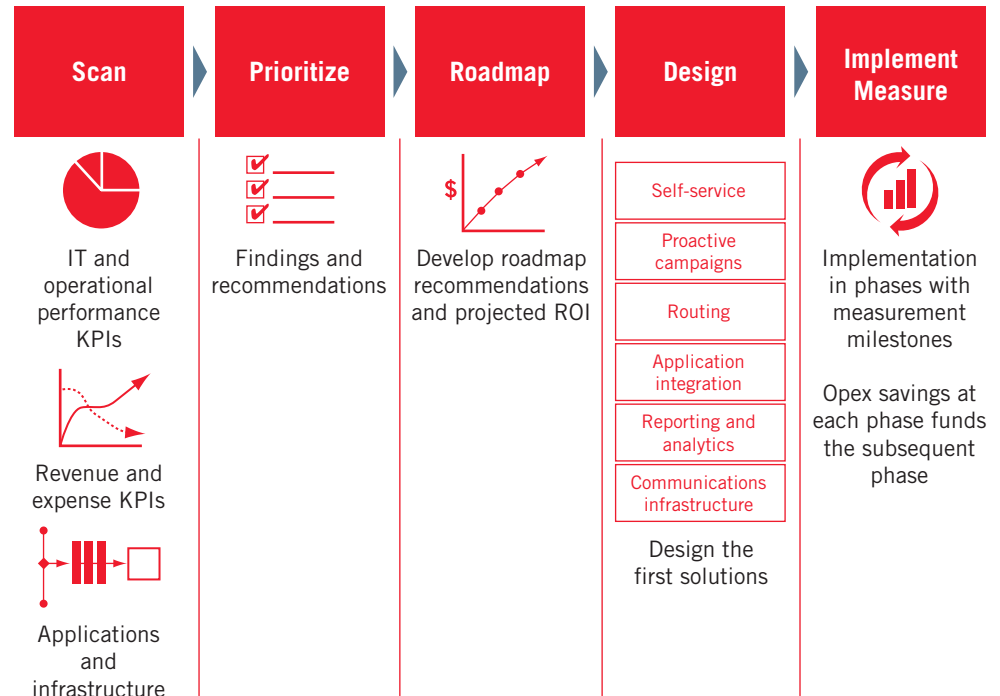 Scan
Prioritize
Roadmap
Design
Implement
Measure
IT and
operational
performance
KPIs
Revenue and
expense KPIs
Applications
and
infrastructure
Findings and
recommendations
$
Develop roadmap
recommendations
and projected ROI
Self-service
Proactive
campaigns
Routing
Application
integration
Reporting and
analytics
Communications
infrastructure
Design the
first solutions
Implementation
in phases with
measurement
milestones
Opex savings at
each phase funds
the subsequent
phase